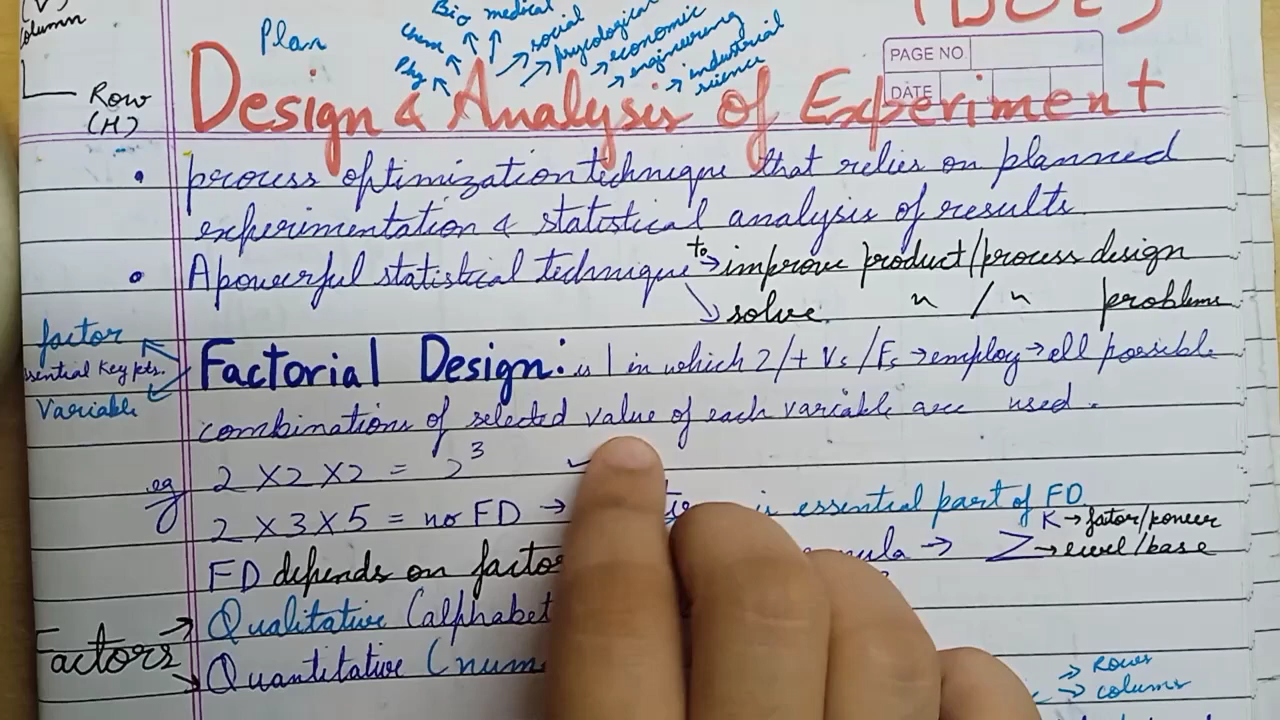 (V)
Column
Row
(H)
Plan
Phy
Chem
Bio
medical
social
psycological
economic
engineering
industrial
science
(DOE)
PAGE NO
DATE
Design & Analysis of Experiment
• process optimization technique that relies on planned
experimentation & statistical analysis of results
• A powerful statistical technique to → improve product/process design
↘ solve " / " problems
factor
Essential Key pts.
Variable
Factorial Design: is 1 in which 2/+ Vs/Fs → employ → all possible
combinations of selected value of each variable are used.
eg 2 × 2 × 2 = 2³ ✓
2 × 3 × 5 = no FD → is essential part of FD
FD depends on facto → Z K → fator/power
→ level/base
Factors → Qualitative (alphabet
→ Quantitative (num
→ Rows
→ colums